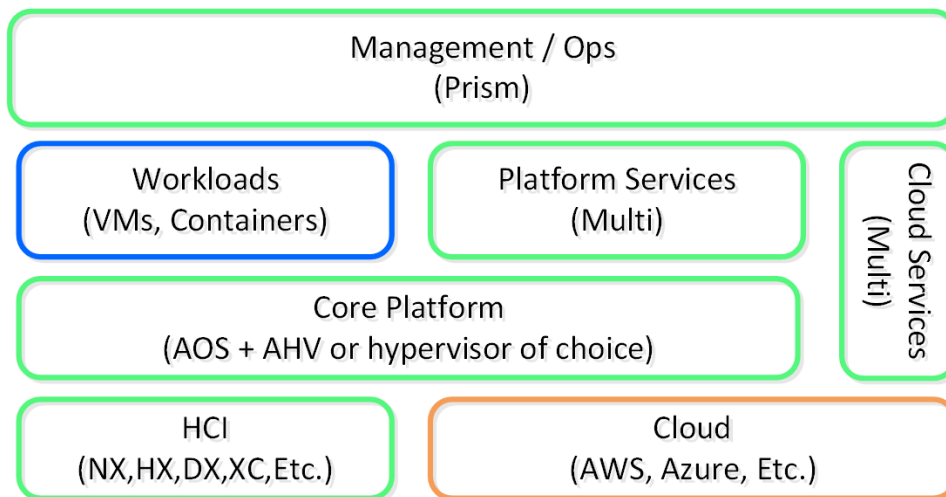 Management / Ops
(Prism)
Workloads
(VMs, Containers)
Platform Services
(Multi)
Cloud Services
(Multi)
Core Platform
(AOS + AHV or hypervisor of choice)
HCI
(NX,HX,DX,XC,Etc.)
Cloud
(AWS, Azure, Etc.)